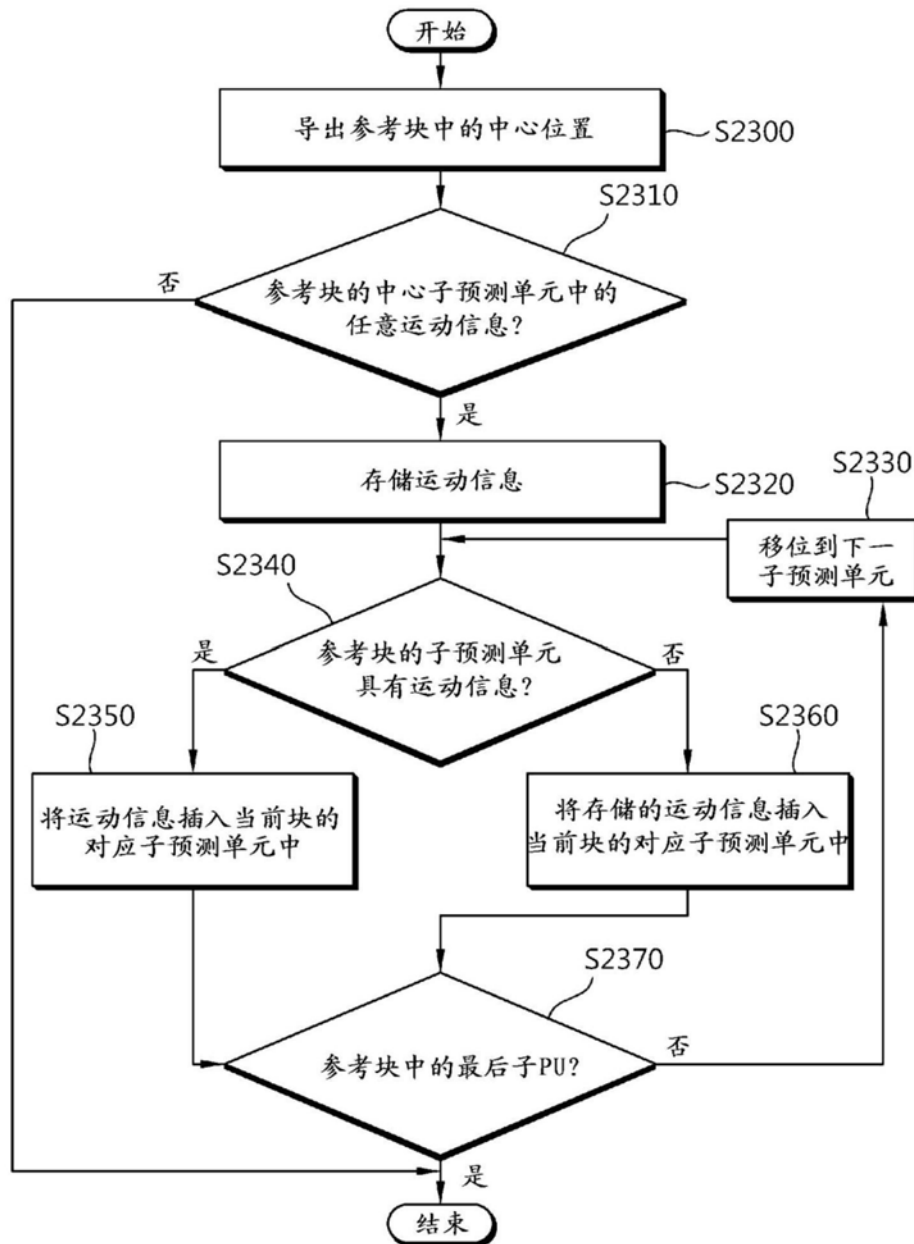 开始
导出参考块中的中心位置
S2300
S2310
否
参考块的中心子预测单元中的
任意运动信息?
是
存储运动信息
S2320
S2330
移位到下一
子预测单元
S2340
是
参考块的子预测单元
具有运动信息?
否
S2350
将运动信息插入当前块的
对应子预测单元中
S2360
将存储的运动信息插入
当前块的对应子预测单元中
S2370
参考块中的最后子PU?
否
是
结束